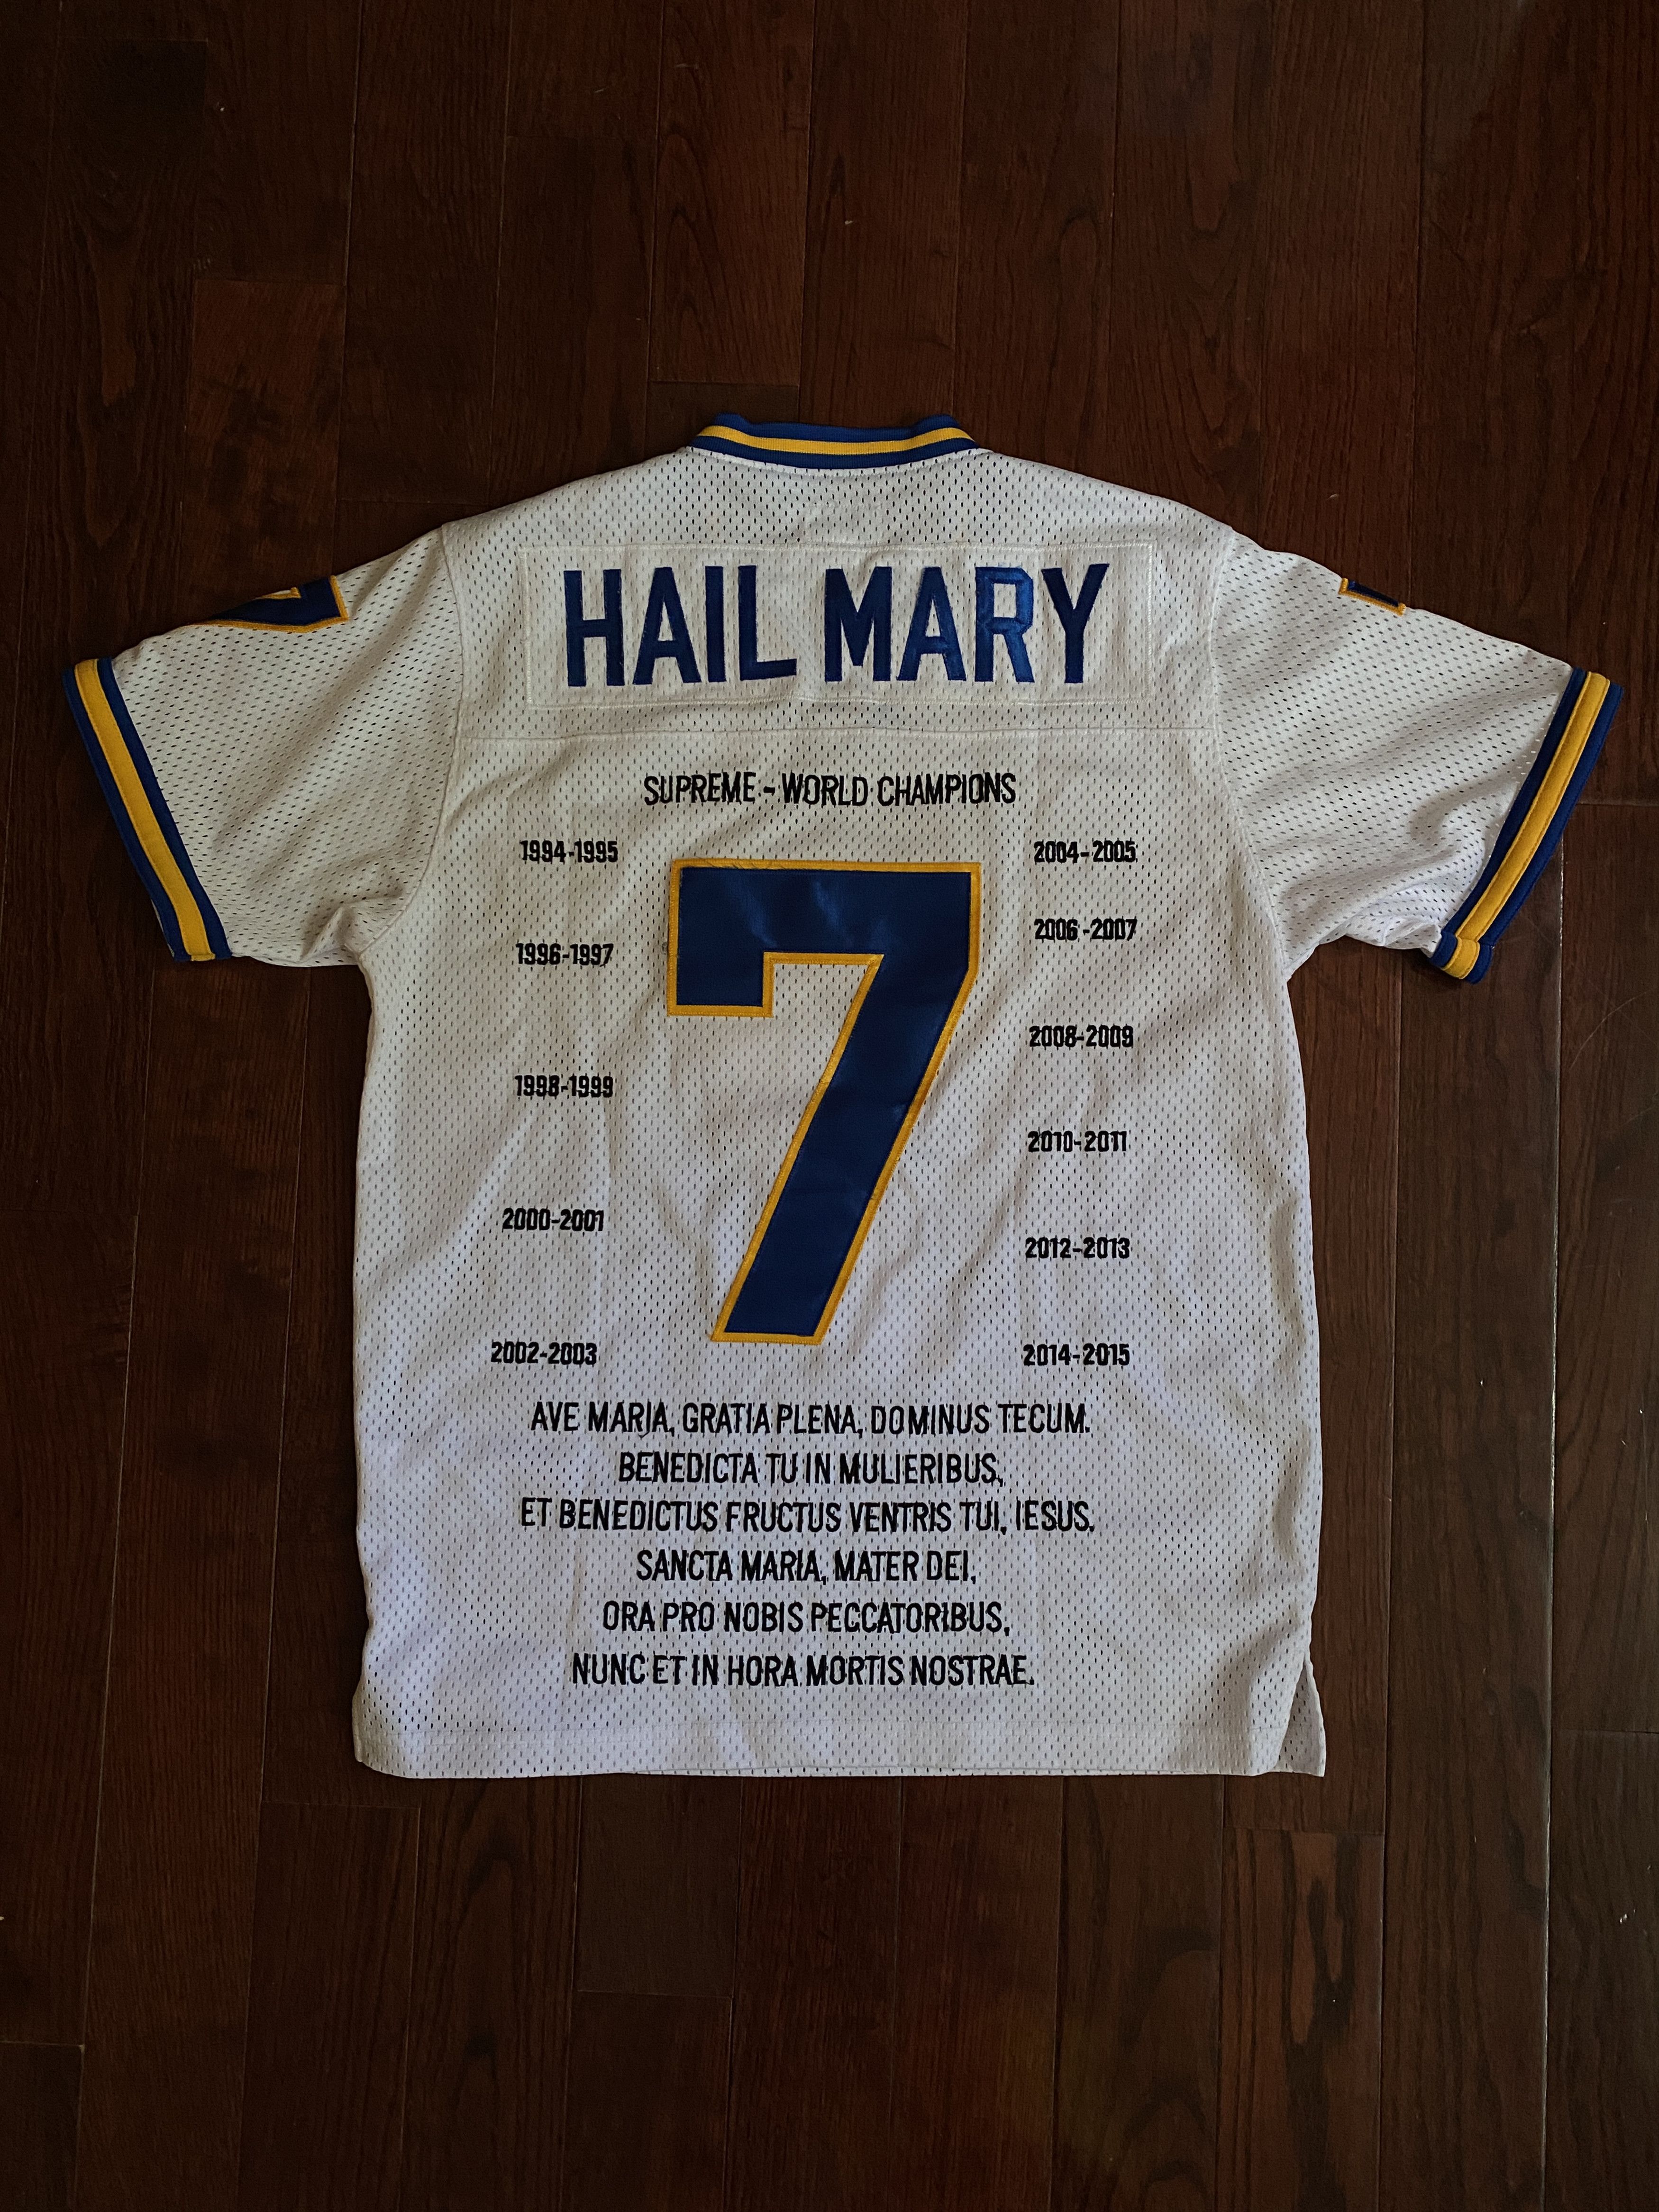 HAIL MARY
SUPREME - WORLD CHAMPIONS
1994-1995
1996-1997
1998-1999
2000-2001
2002-2003
7
2004-2005
2006-2007
2008-2009
2010-2011
2012-2013
2014-2015
AVE MARIA, GRATIA PLENA, DOMINUS TECUM.
BENEDICTA TU IN MULIERIBUS,
ET BENEDICTUS FRUCTUS VENTRIS TUI, IESUS.
SANCTA MARIA, MATER DEI,
ORA PRO NOBIS PECCATORIBUS,
NUNC ET IN HORA MORTIS NOSTRAE.